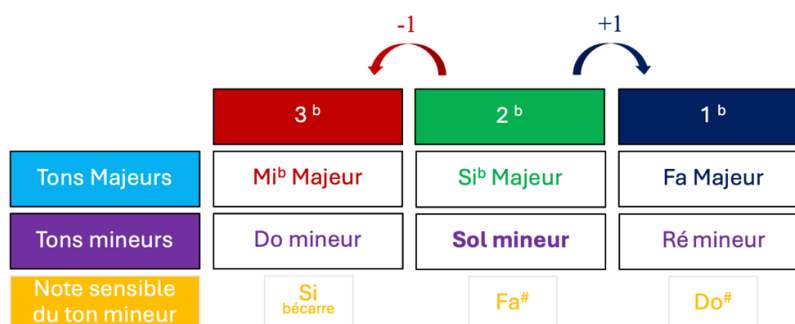 -1 +1
3 b 2 b 1 b
Tons Majeurs Mib Majeur Sib Majeur Fa Majeur
Tons mineurs Do mineur Sol mineur Ré mineur
Note sensible
du ton mineur
Si
bécarre
Fa#
Do#